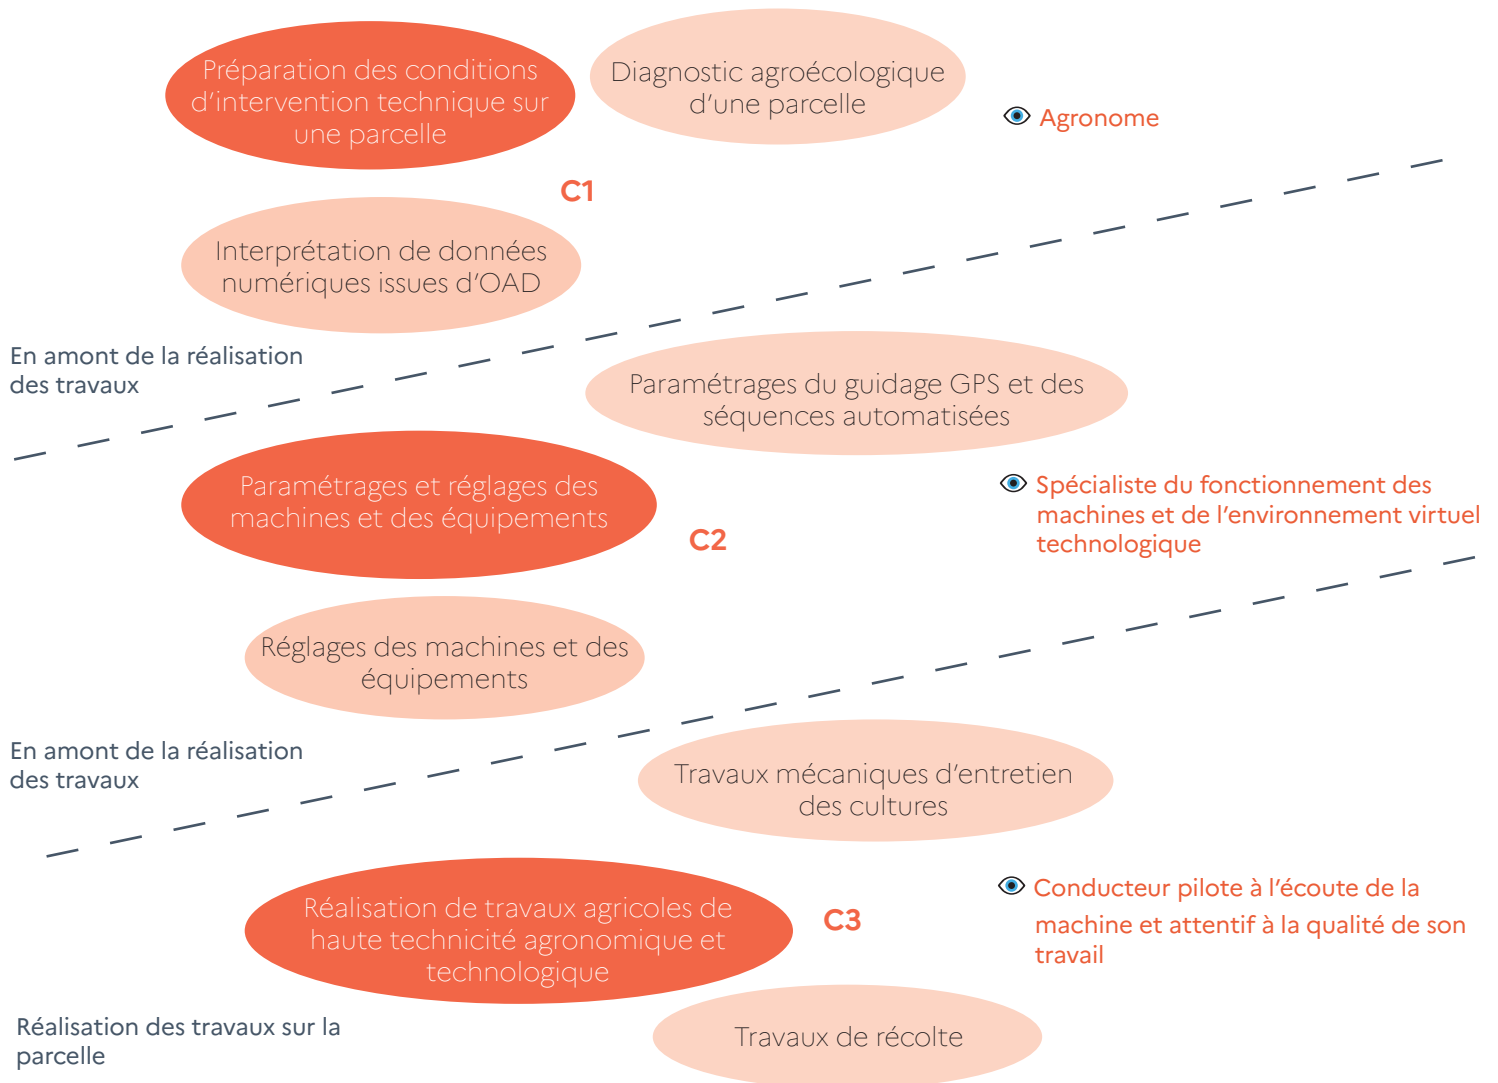 Préparation des conditions
d’intervention technique sur
une parcelle
Diagnostic agroécologique
d’une parcelle
Agronome
C1
Interprétation de données
numériques issues d’OAD
En amont de la réalisation
des travaux
Paramétrages du guidage GPS et des
séquences automatisées
Paramétrages et réglages des
machines et des équipements
C2
Spécialiste du fonctionnement des
machines et de l’environnement virtuel
technologique
Réglages des machines et des
équipements
En amont de la réalisation
des travaux
Travaux mécaniques d’entretien
des cultures
Réalisation de travaux agricoles de
haute technicité agronomique et
technologique
C3
Conducteur pilote à l’écoute de la
machine et attentif à la qualité de son
travail
Réalisation des travaux sur la
parcelle
Travaux de récolte